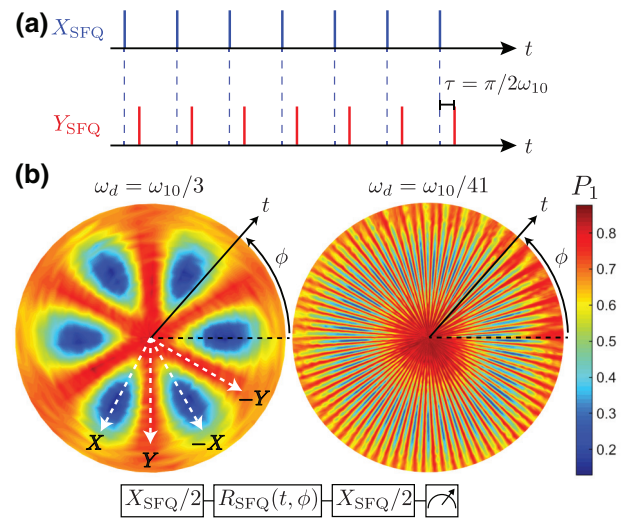 (a)
X_SFQ
t
τ = π/2ω_10
Y_SFQ
t
(b)
ω_d = ω_10/3
ω_d = ω_10/41
P_1
t
t
ϕ
ϕ
0.8
0.7
0.6
0.5
0.4
0.3
0.2
-Y
X
Y
-X
X_SFQ/2 R_SFQ(t, ϕ) X_SFQ/2